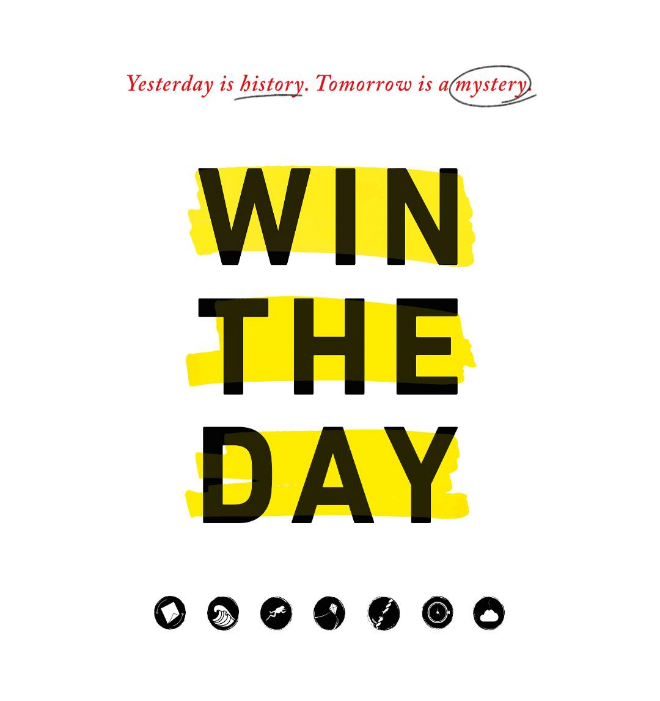 Yesterday is history. Tomorrow is a mystery.
WIN
THE
DAY